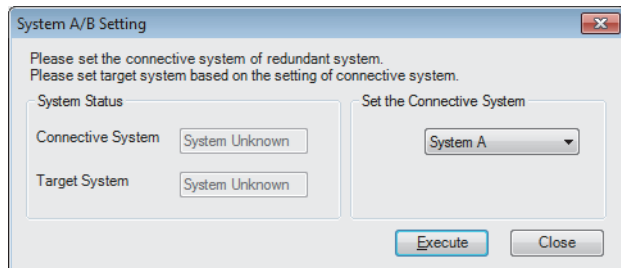 System A/B Setting
Please set the connective system of redundant system.
Please set target system based on the setting of connective system.
System Status
Set the Connective System
Connective System System Unknown
System A
Target System System Unknown
Execute Close